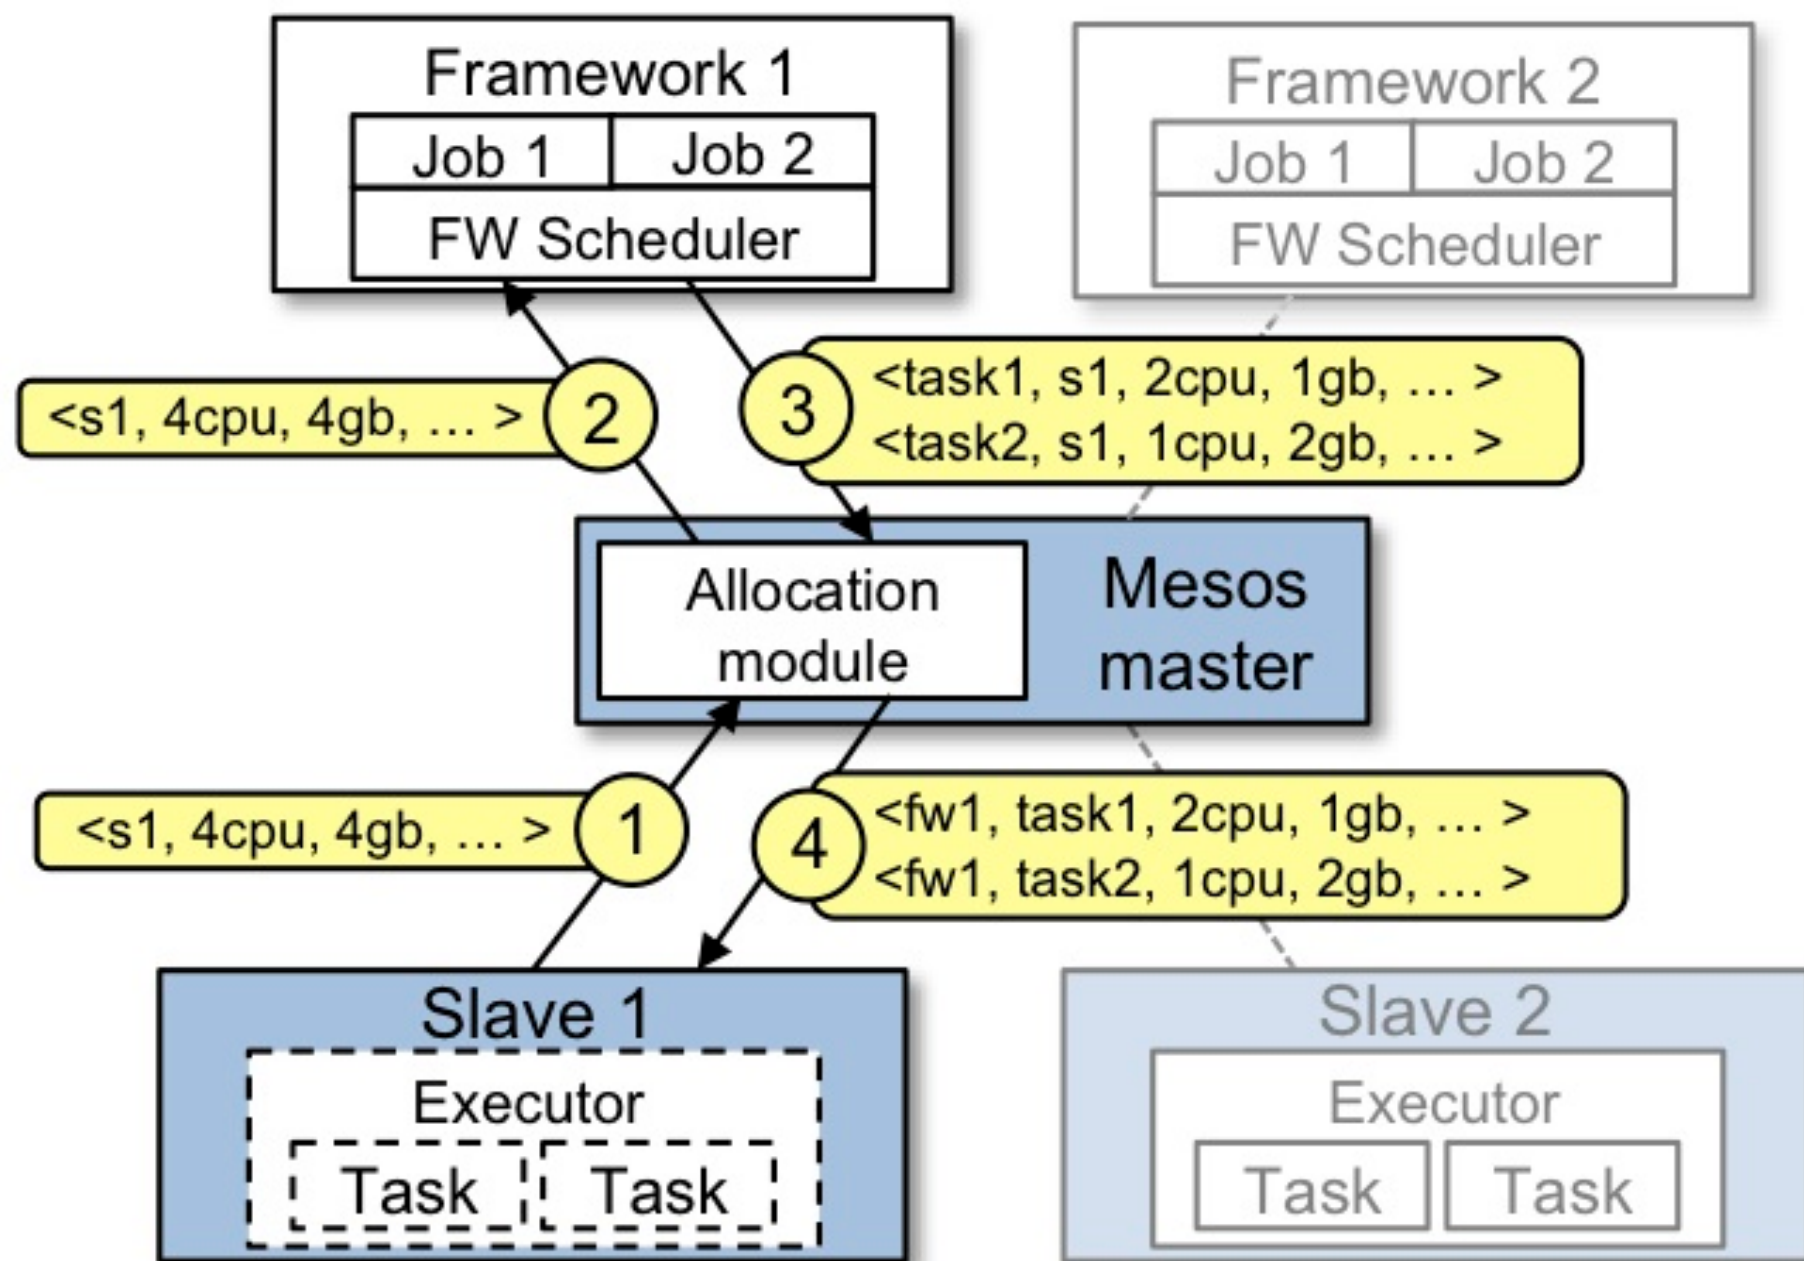 Framework 1
Job 1
Job 2
FW Scheduler
Framework 2
Job 1
Job 2
FW Scheduler
<s1, 4cpu, 4gb, … >
2
3
<task1, s1, 2cpu, 1gb, … >
<task2, s1, 1cpu, 2gb, … >
Allocation
module
Mesos
master
<s1, 4cpu, 4gb, … >
1
4
<fw1, task1, 2cpu, 1gb, … >
<fw1, task2, 1cpu, 2gb, … >
Slave 1
Executor
Task
Task
Slave 2
Executor
Task
Task